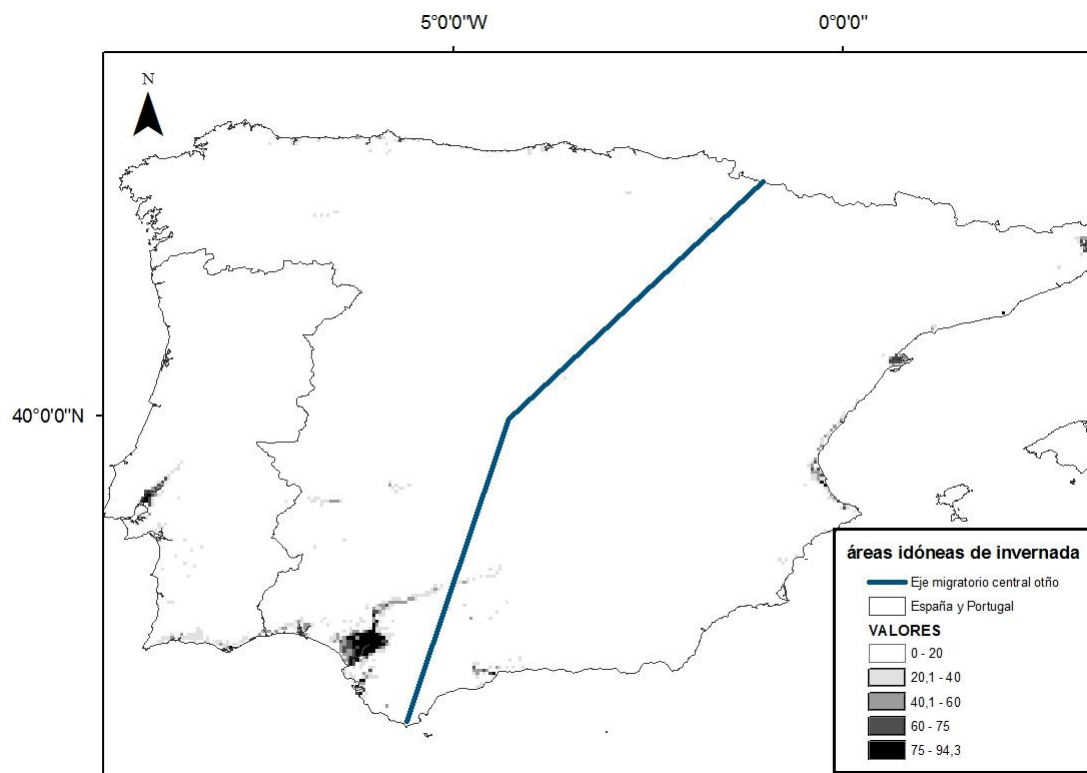 5°0'0"W
0°0'0"
N
40°0'0"N
áreas idóneas de invernada
Eje migratorio central otño
España y Portugal
VALORES
0 - 20
20,1 - 40
40,1 - 60
60 - 75
75 - 94,3